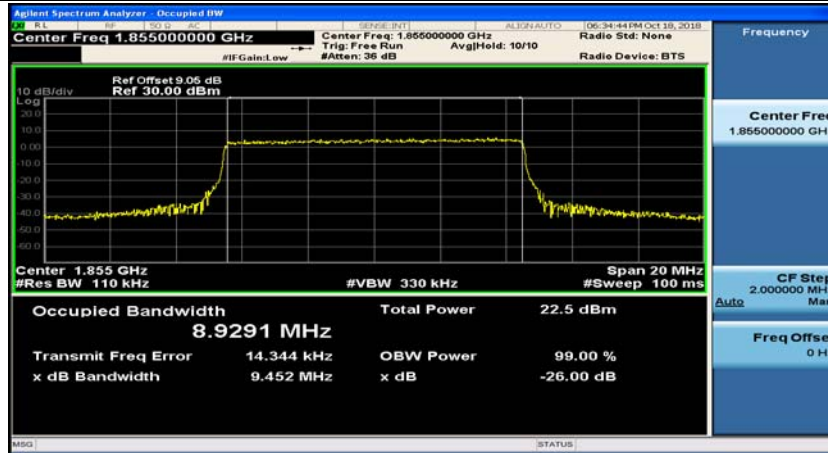 Agilent Spectrum Analyzer - Occupied BW
RL RF 50 Ω AC SENSE:INT ALIGN AUTO 06:34:44 PM Oct 18, 2018
Center Freq 1.855000000 GHz
Center Freq: 1.855000000 GHz Radio Std: None
Trig: Free Run Avg|Hold: 10/10
#IFGain:Low #Atten: 36 dB Radio Device: BTS
Ref Offset 9.05 dB
10 dB/div Ref 30.00 dBm
Log
20.0
10.0
0.00
-10.0
-20.0
-30.0
-40.0
-50.0
-60.0
Center 1.855 GHz Span 20 MHz
#Res BW 110 kHz #VBW 330 kHz #Sweep 100 ms
Occupied Bandwidth Total Power 22.5 dBm
8.9291 MHz
Transmit Freq Error 14.344 kHz OBW Power 99.00 %
x dB Bandwidth 9.452 MHz x dB -26.00 dB
MSG STATUS
Frequency
Center Fre
1.855000000 GH
CF Step
2.000000 MH
Auto Ma
Freq Offse
0 H